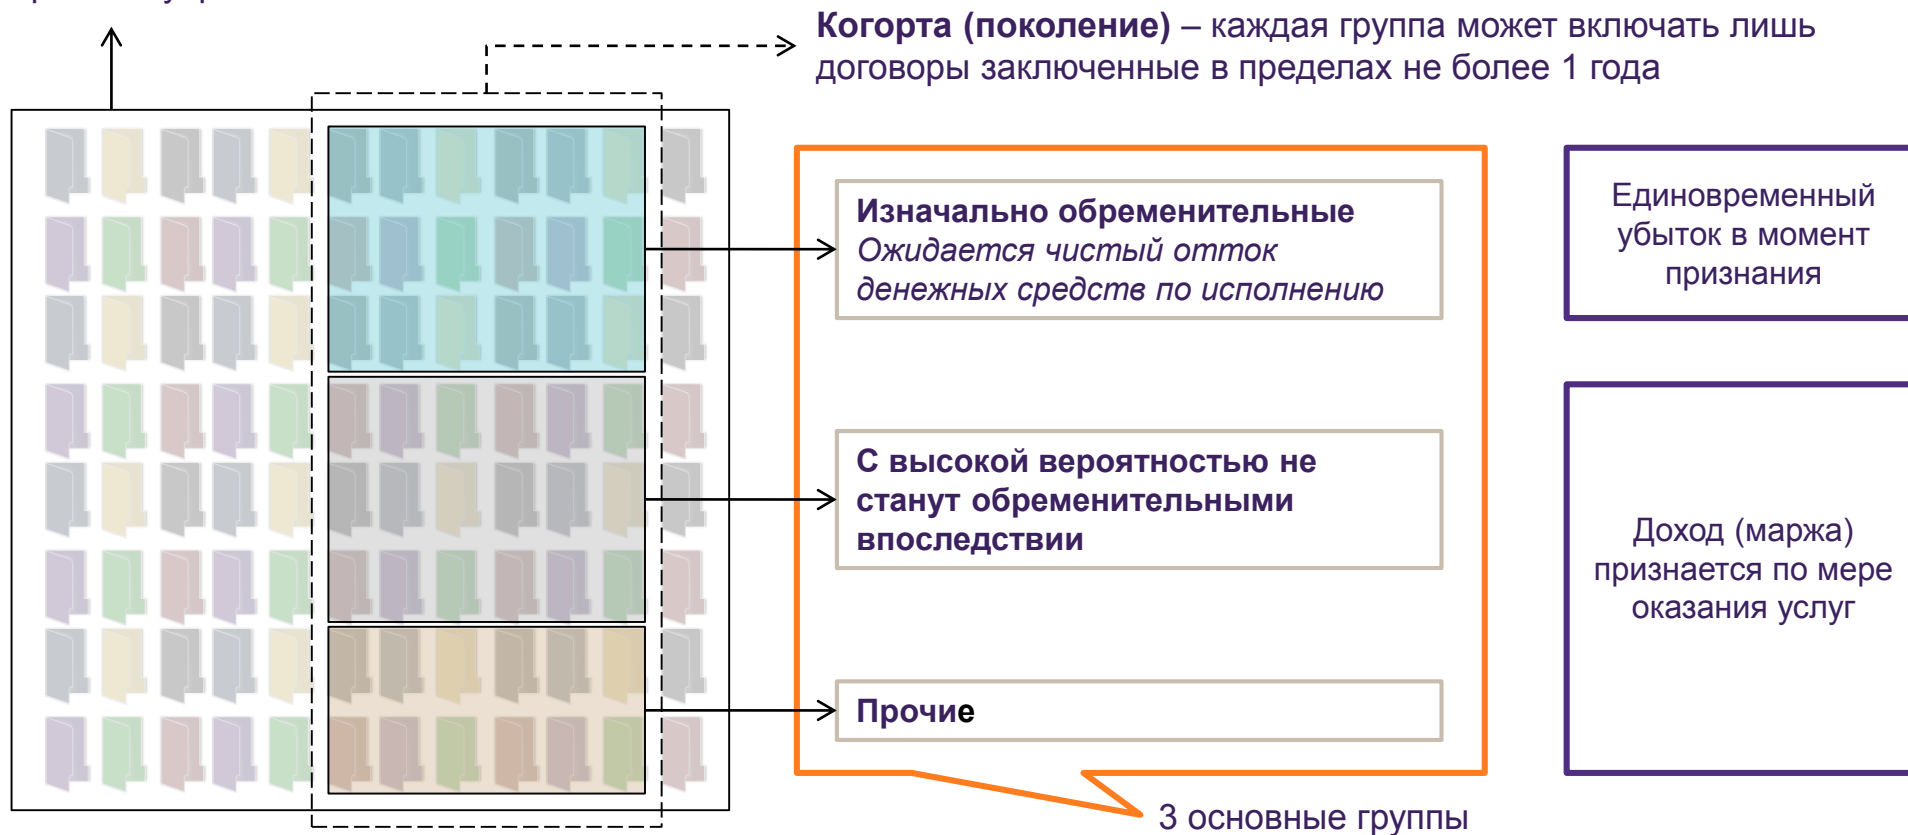 Когорта (поколение) – каждая группа может включать лишь
договоры заключенные в пределах не более 1 года
Изначально обременительные
Ожидается чистый отток
денежных средств по исполнению
Единовременный
убыток в момент
признания
С высокой вероятностью не
станут обременительными
впоследствии
Доход (маржа)
признается по мере
оказания услуг
Прочие
3 основные группы